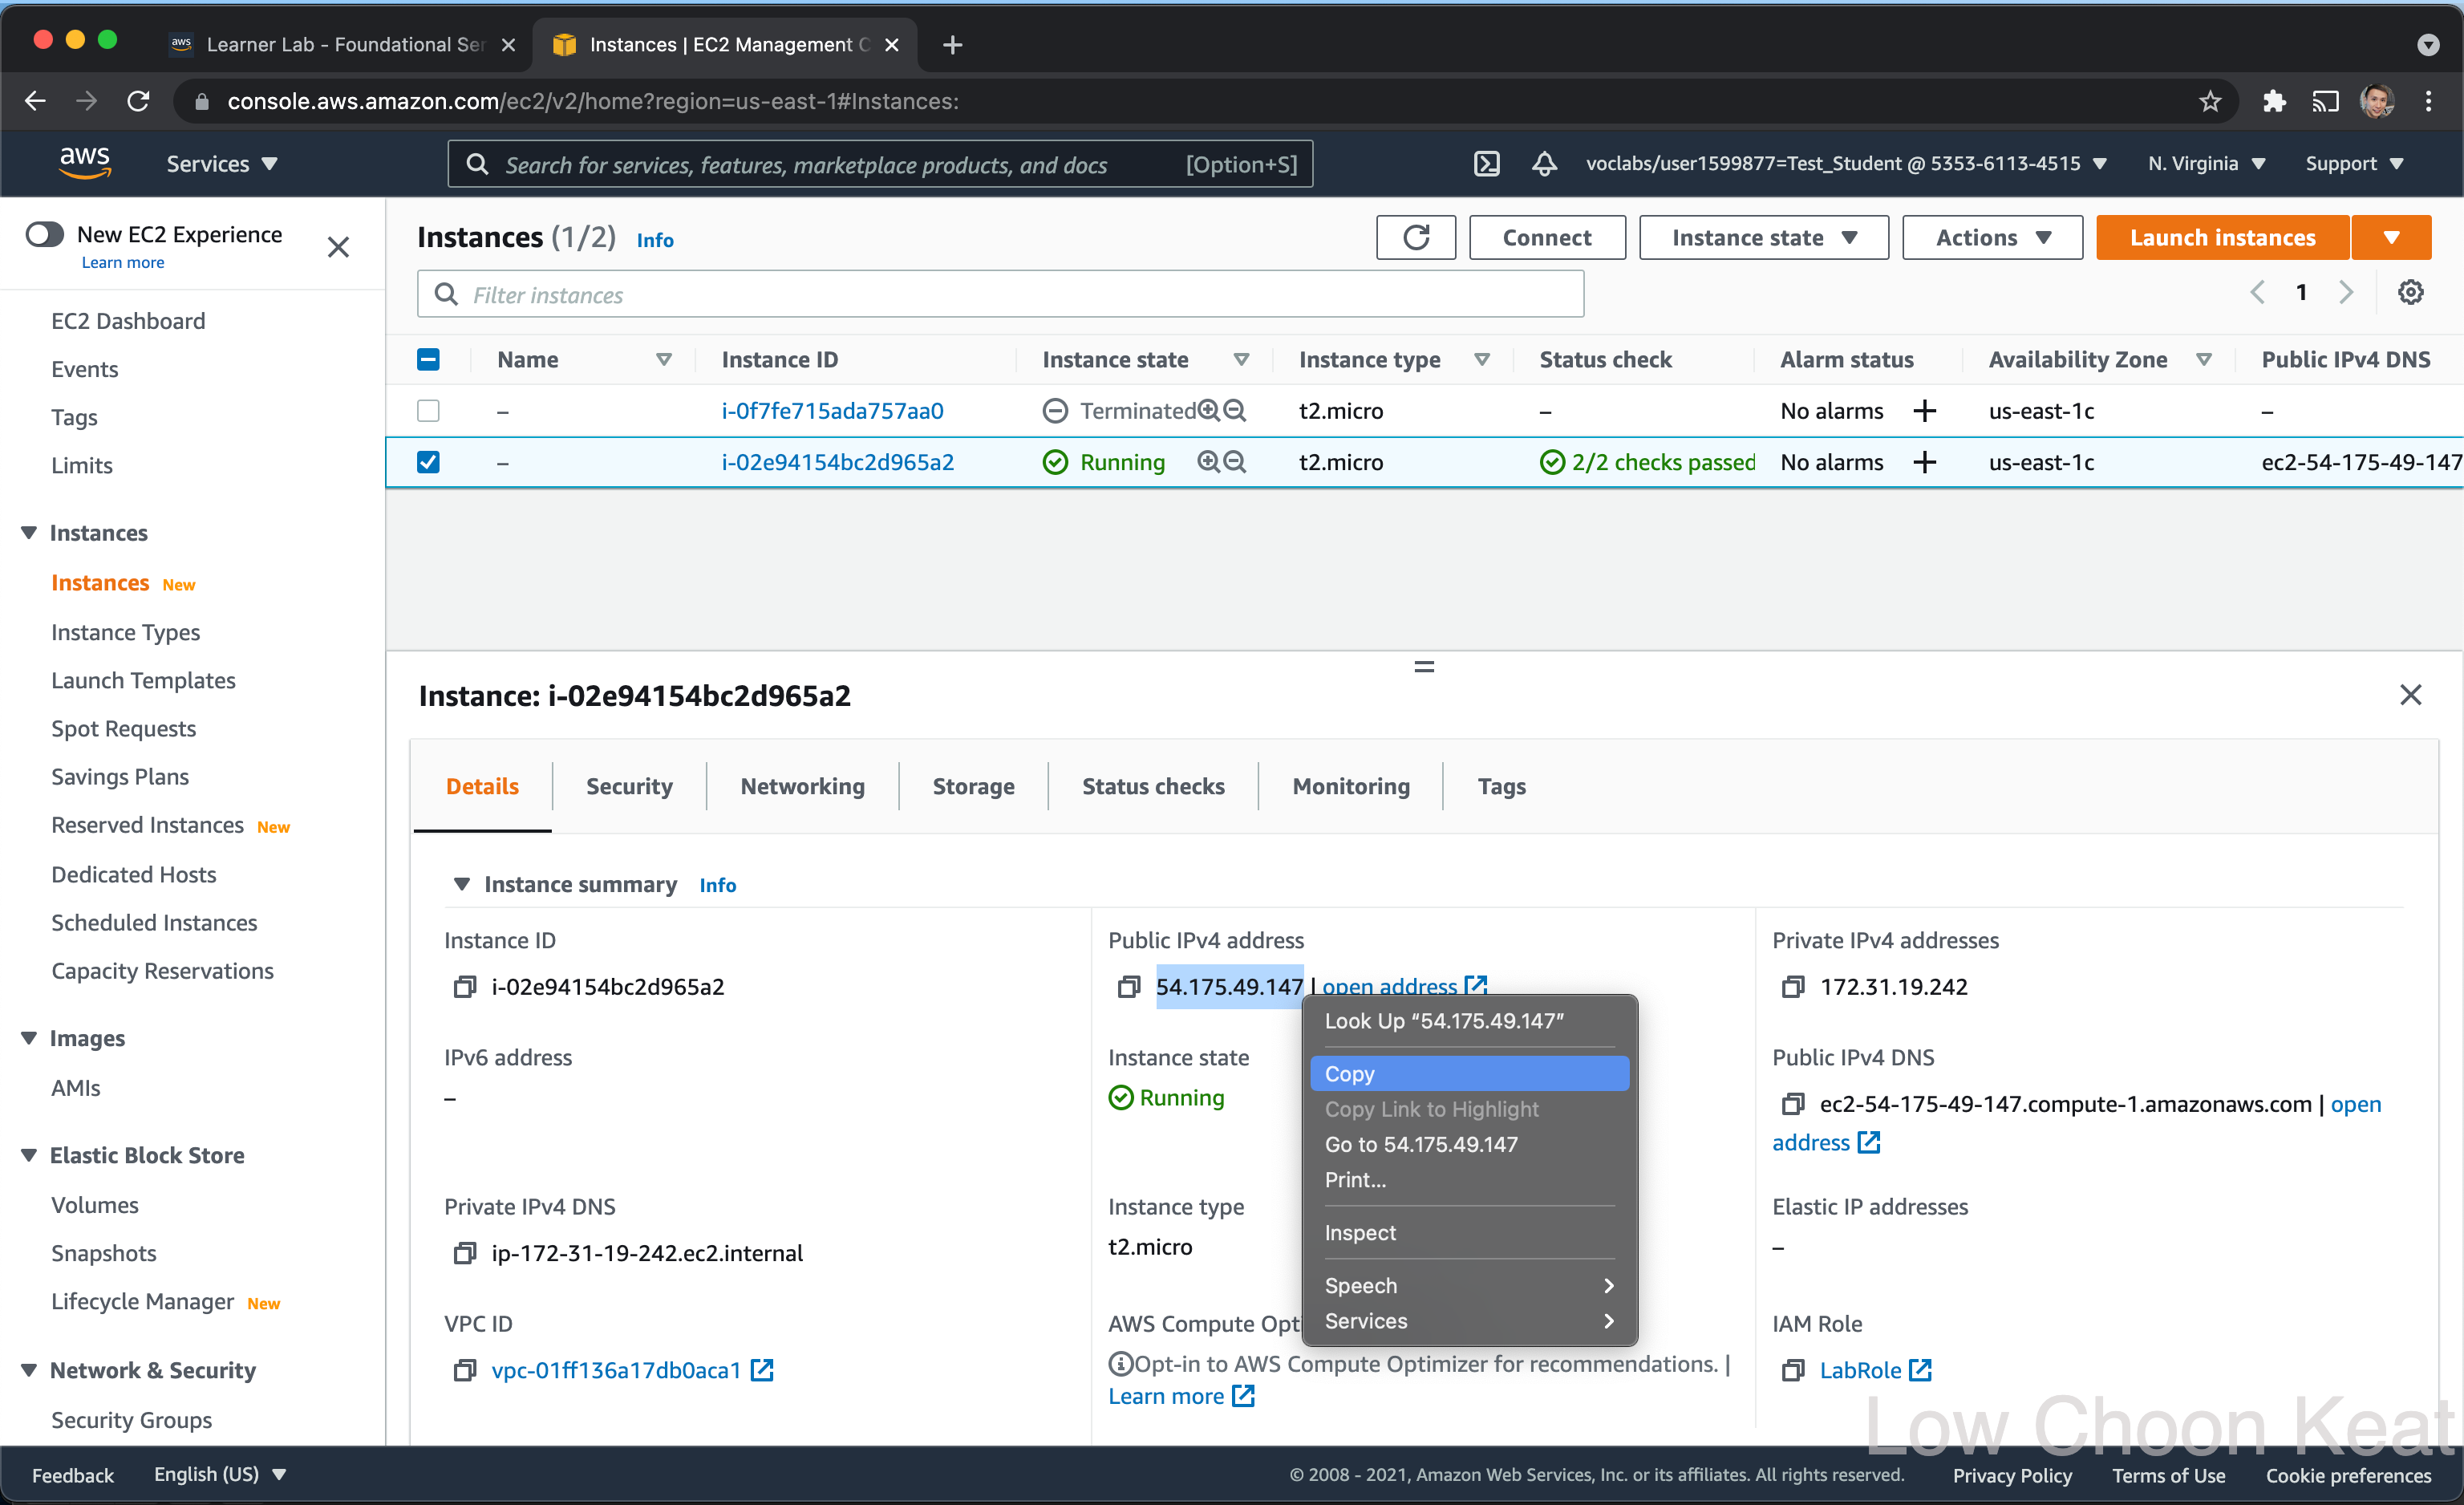 Learner Lab - Foundational Ser
Instances | EC2 Management C
console.aws.amazon.com/ec2/v2/home?region=us-east-1#Instances:
aws
Services
Search for services, features, marketplace products, and docs [Option+S]
voclabs/user1599877=Test_Student @ 5353-6113-4515
N. Virginia
Support
New EC2 Experience
Learn more
EC2 Dashboard
Events
Tags
Limits
Instances
Instances New
Instance Types
Launch Templates
Spot Requests
Savings Plans
Reserved Instances New
Dedicated Hosts
Scheduled Instances
Capacity Reservations
Images
AMIs
Elastic Block Store
Volumes
Snapshots
Lifecycle Manager New
Network & Security
Security Groups
Instances (1/2) Info
Connect
Instance state
Actions
Launch instances
Filter instances
1
Name Instance ID Instance state Instance type Status check Alarm status Availability Zone Public IPv4 DNS
– i-0f7fe715ada757aa0 Terminated t2.micro – No alarms + us-east-1c –
– i-02e94154bc2d965a2 Running t2.micro 2/2 checks passed No alarms + us-east-1c ec2-54-175-49-147
Instance: i-02e94154bc2d965a2
Details Security Networking Storage Status checks Monitoring Tags
Instance summary Info
Instance ID
i-02e94154bc2d965a2
Public IPv4 address
54.175.49.147 | open address
Private IPv4 addresses
172.31.19.242
IPv6 address
–
Instance state
Running
Public IPv4 DNS
ec2-54-175-49-147.compute-1.amazonaws.com | open
address
Private IPv4 DNS
ip-172-31-19-242.ec2.internal
Instance type
t2.micro
Elastic IP addresses
–
VPC ID
vpc-01ff136a17db0aca1
AWS Compute Opti
Opt-in to AWS Compute Optimizer for recommendations. |
Learn more
IAM Role
LabRole
Look Up “54.175.49.147”
Copy
Copy Link to Highlight
Go to 54.175.49.147
Print...
Inspect
Speech
Services
Low Choon Keat
Feedback
English (US)
© 2008 - 2021, Amazon Web Services, Inc. or its affiliates. All rights reserved.
Privacy Policy
Terms of Use
Cookie preferences